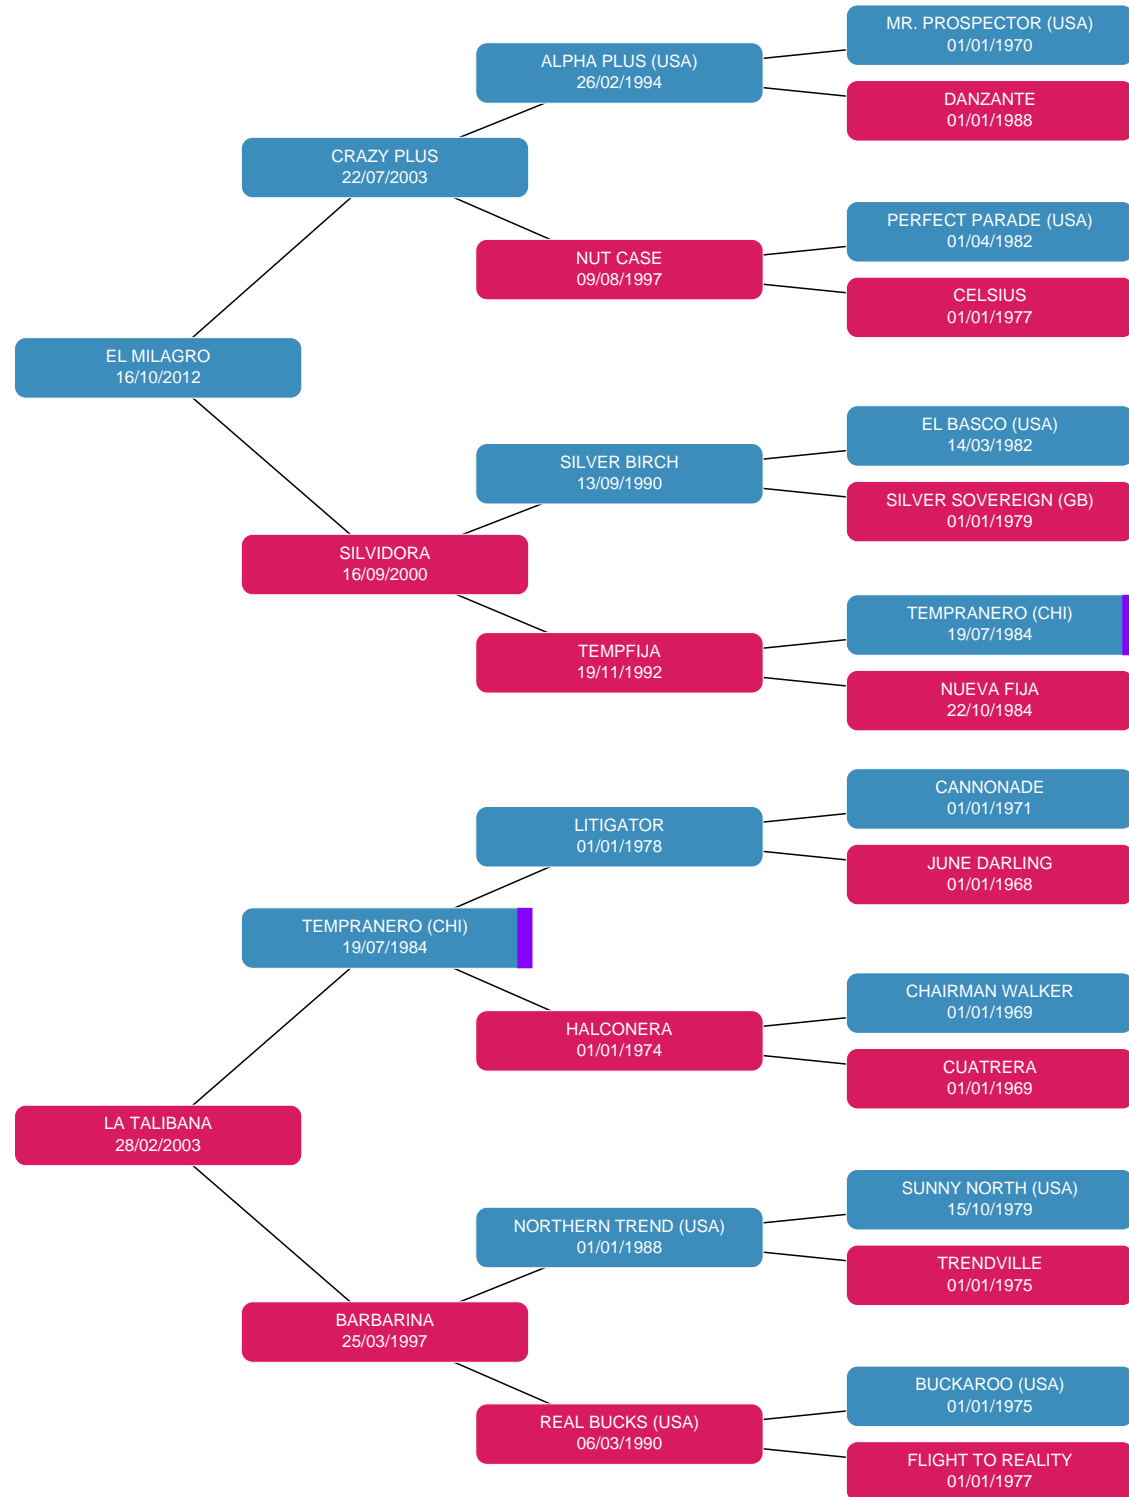 MR. PROSPECTOR (USA)
01/01/1970
ALPHA PLUS (USA)
26/02/1994
DANZANTE
01/01/1988
CRAZY PLUS
22/07/2003
PERFECT PARADE (USA)
01/04/1982
NUT CASE
09/08/1997
CELSIUS
01/01/1977
EL MILAGRO
16/10/2012
EL BASCO (USA)
14/03/1982
SILVER BIRCH
13/09/1990
SILVER SOVEREIGN (GB)
01/01/1979
SILVIDORA
16/09/2000
TEMPRANERO (CHI)
19/07/1984
TEMPFIJA
19/11/1992
NUEVA FIJA
22/10/1984
CANNONADE
01/01/1971
LITIGATOR
01/01/1978
JUNE DARLING
01/01/1968
TEMPRANERO (CHI)
19/07/1984
CHAIRMAN WALKER
01/01/1969
HALCONERA
01/01/1974
CUATRERA
01/01/1969
LA TALIBANA
28/02/2003
SUNNY NORTH (USA)
15/10/1979
NORTHERN TREND (USA)
01/01/1988
TRENDVILLE
01/01/1975
BARBARINA
25/03/1997
BUCKAROO (USA)
01/01/1975
REAL BUCKS (USA)
06/03/1990
FLIGHT TO REALITY
01/01/1977